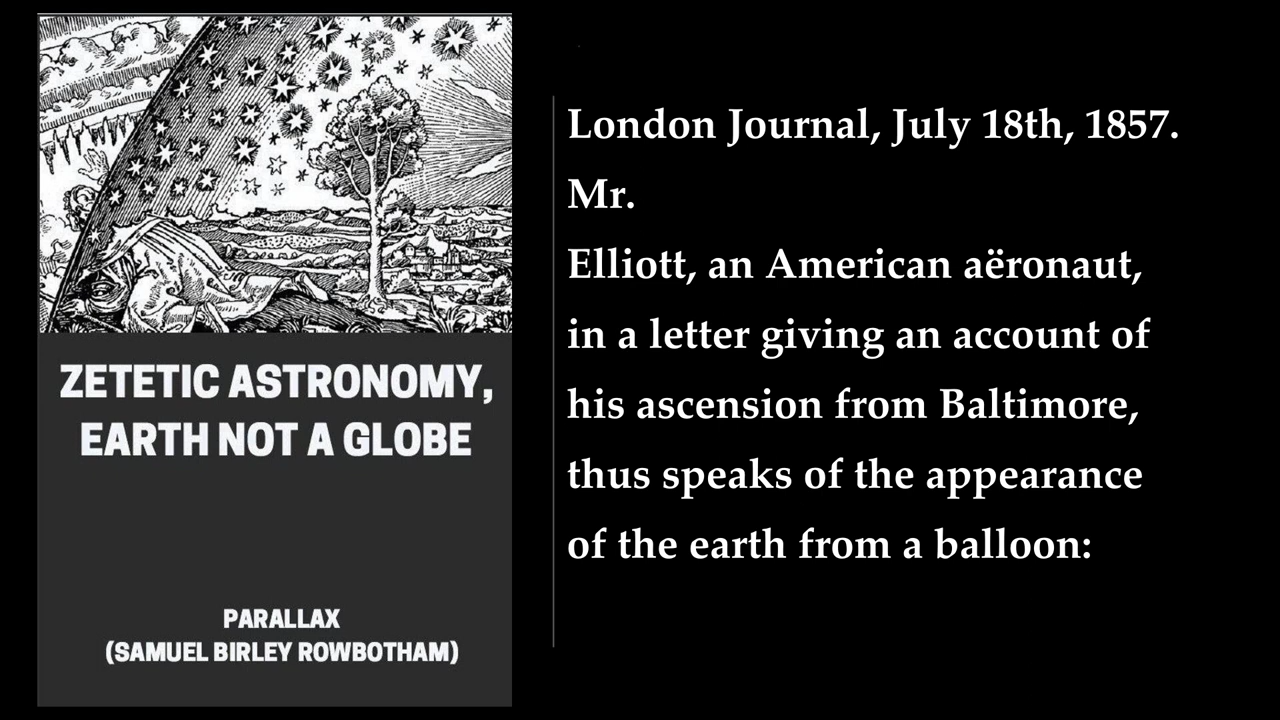 ZETETIC ASTRONOMY,
EARTH NOT A GLOBE
PARALLAX
(SAMUEL BIRLEY ROWBOTHAM)
London Journal, July 18th, 1857.
Mr.
Elliott, an American aëronaut,
in a letter giving an account of
his ascension from Baltimore,
thus speaks of the appearance
of the earth from a balloon: